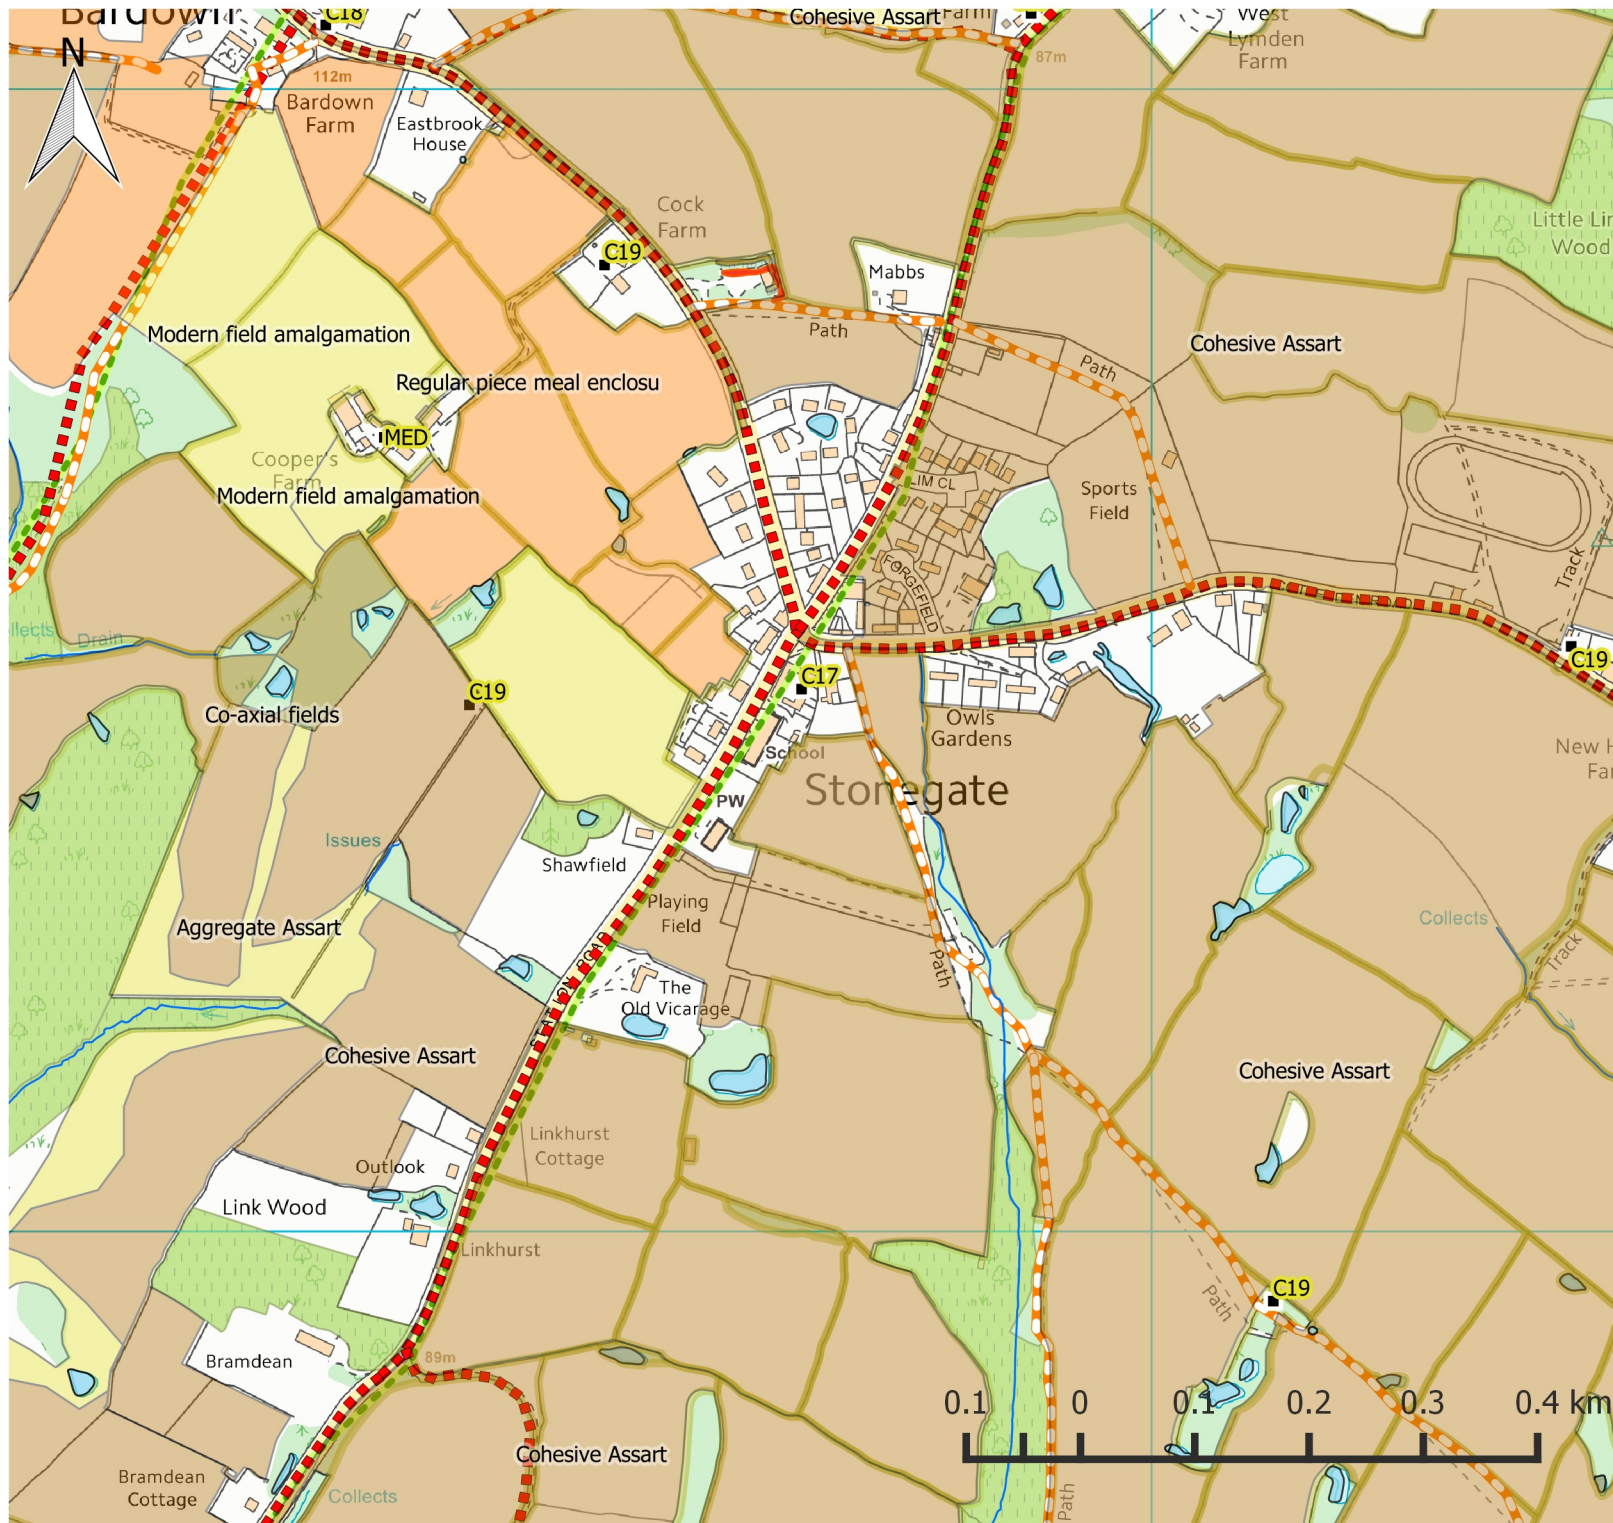 Bardown
C18
Cohesive Assart
Farm
West
Lymden
Farm
N
112m
87m
Bardown
Farm
Eastbrook
House
Cock
Farm
C19
Mabbs
Wood
Path
Modern field amalgamation
Cohesive Assart
Path
Regular piece meal enclosu
MED
Cooper's
Farm
Modern field amalgamation
LIM CL
Sports
Field
FORGEFIELD
Track
Drain
C19
C17
C19
Co-axial fields
Owls
Gardens
School
Stonegate
PW
Issues
Shawfield
Playing
Field
Collects
Aggregate Assart
Path
Track
STATION ROAD
The
Old Vicarage
Cohesive Assart
Cohesive Assart
Linkhurst
Cottage
Outlook
Link Wood
Linkhurst
Path
C19
Bramdean
89m
0.1 0 0.1 0.2 0.3 0.4 km
Cohesive Assart
Bramdean
Cottage
Collects
Path